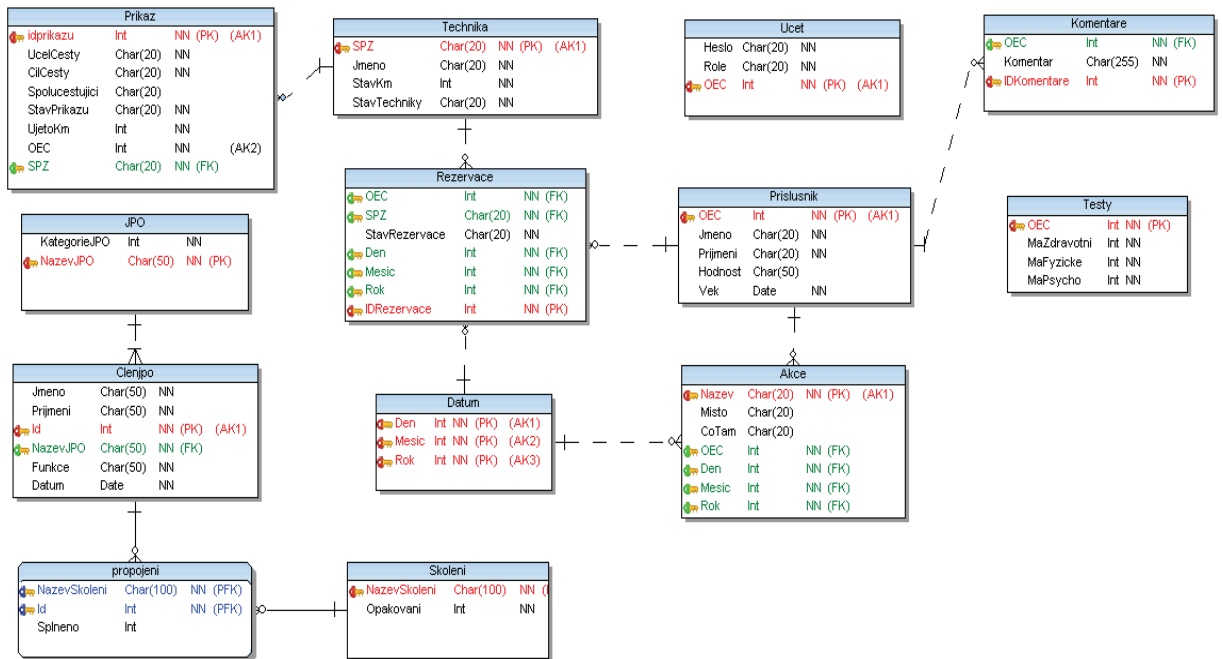 Prikaz
idprikazu Int NN (PK) (AK1)
UcelCesty Char(20) NN
CilCesty Char(20) NN
Spolucestujici Char(20)
StavPrikazu Char(20) NN
UjetoKm Int NN
OEC Int NN (AK2)
SPZ Char(20) NN (FK)
Technika
SPZ Char(20) NN (PK) (AK1)
Jmeno Char(20) NN
StavKm Int NN
StavTechniky Char(20) NN
Ucet
Heslo Char(20) NN
Role Char(20) NN
OEC Int NN (PK) (AK1)
Komentare
OEC Int NN (FK)
Komentar Char(255) NN
IDKomentare Int NN (PK)
JPO
KategorieJPO Int NN
NazevJPO Char(50) NN (PK)
Rezervace
OEC Int NN (FK)
SPZ Char(20) NN (FK)
StavRezervace Char(20) NN
Den Int NN (FK)
Mesic Int NN (FK)
Rok Int NN (FK)
IDRezervace Int NN (PK)
Prislusnik
OEC Int NN (PK) (AK1)
Jmeno Char(20) NN
Prijmeni Char(20) NN
Hodnost Char(50)
Vek Date NN
Testy
OEC Int NN (PK)
MaZdravotni Int NN
MaFyzicke Int NN
MaPsycho Int NN
Clenjpo
Jmeno Char(50) NN
Prijmeni Char(50) NN
Id Int NN (PK) (AK1)
NazevJPO Char(50) NN (FK)
Funkce Char(50) NN
Datum Date NN
Datum
Den Int NN (PK) (AK1)
Mesic Int NN (PK) (AK2)
Rok Int NN (PK) (AK3)
Akce
Nazev Char(20) NN (PK) (AK1)
Misto Char(20)
CoTam Char(20)
OEC Int NN (FK)
Den Int NN (FK)
Mesic Int NN (FK)
Rok Int NN (FK)
propojeni
NazevSkoleni Char(100) NN (PFK)
Id Int NN (PFK)
Splneno Int
Skoleni
NazevSkoleni Char(100) NN (
Opakovani Int NN